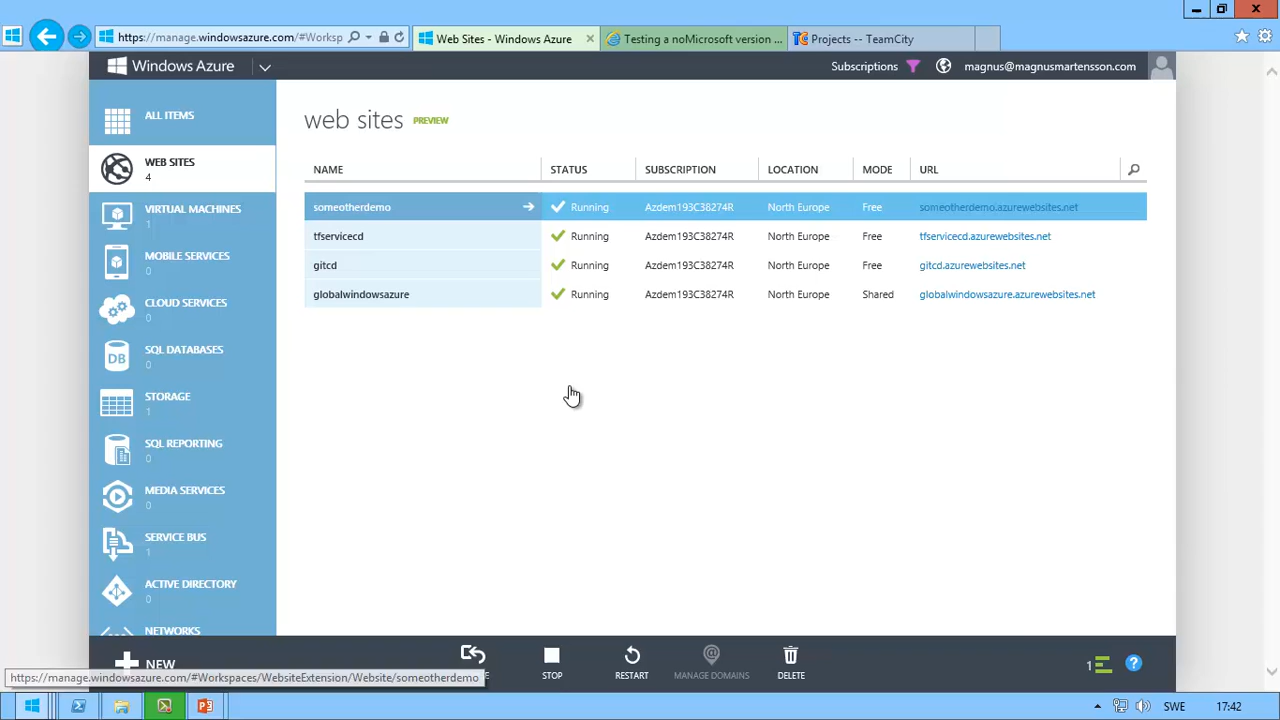 https://manage.windowsazure.com/#Worksp
Web Sites - Windows Azure
Testing a noMicrosoft version ...
Projects -- TeamCity
Windows Azure
Subscriptions
magnus@magnusmartensson.com
ALL ITEMS
WEB SITES
4
VIRTUAL MACHINES
1
MOBILE SERVICES
0
CLOUD SERVICES
0
SQL DATABASES
0
STORAGE
1
SQL REPORTING
0
MEDIA SERVICES
0
SERVICE BUS
1
ACTIVE DIRECTORY
0
NETWORKS
web sites PREVIEW
NAME STATUS SUBSCRIPTION LOCATION MODE URL
someotherdemo Running Azdem193C38274R North Europe Free someotherdemo.azurewebsites.net
tfservicecd Running Azdem193C38274R North Europe Free tfservicecd.azurewebsites.net
gitcd Running Azdem193C38274R North Europe Free gitcd.azurewebsites.net
globalwindowsazure Running Azdem193C38274R North Europe Shared globalwindowsazure.azurewebsites.net
NEW
STOP
RESTART
MANAGE DOMAINS
DELETE
1
?
https://manage.windowsazure.com/#Workspaces/WebsiteExtension/Website/someotherdemo
SWE
17:42